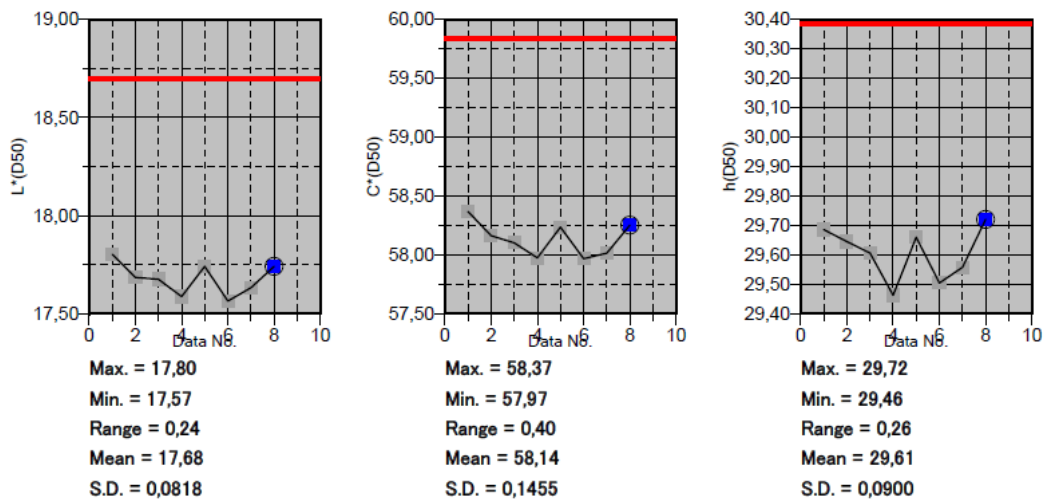 19,00
18,50
18,00
17,50
L*(D50)
0 2 4 6 8 10
Data No.
Max. = 17,80
Min. = 17,57
Range = 0,24
Mean = 17,68
S.D. = 0,0818
60,00
59,50
59,00
58,50
58,00
57,50
C*(D50)
0 2 4 6 8 10
Data No.
Max. = 58,37
Min. = 57,97
Range = 0,40
Mean = 58,14
S.D. = 0,1455
30,40
30,40
30,30
30,20
30,10
30,00
29,90
29,80
29,70
29,60
29,50
29,40
h(D50)
0 2 4 6 8 10
Data No.
Max. = 29,72
Min. = 29,46
Range = 0,26
Mean = 29,61
S.D. = 0,0900